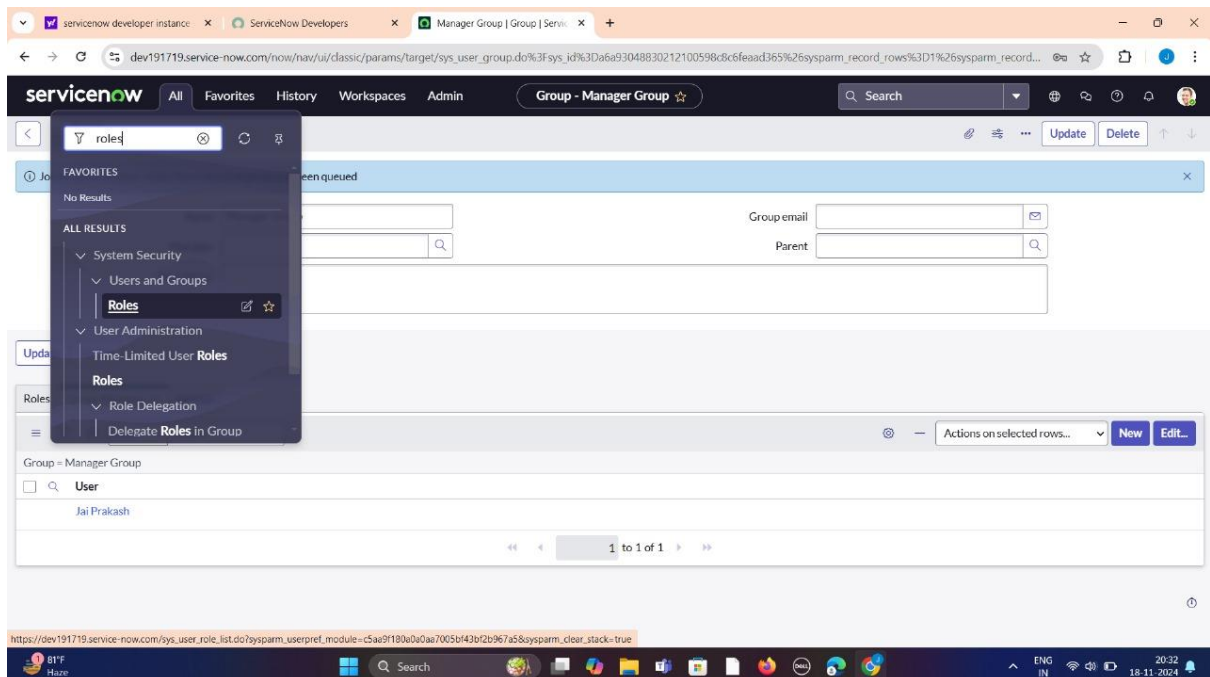 servicenow developer instance
ServiceNow Developers
Manager Group | Group | Servic
dev191719.service-now.com/now/nav/ui/classic/params/target/sys_user_group.do%3Fsys_id%3Da6a93048830212100598c8c6feaad365%26sysparm_record_rows%3D1%26sysparm_record...
J
servicenow All Favorites History Workspaces Admin Group - Manager Group Search
roles
Update Delete
FAVORITES
Jo een queued
No Results
Group email
ALL RESULTS
System Security
Parent
Users and Groups
Roles
User Administration
Upda
Time-Limited User Roles
Roles
Roles
Role Delegation
Delegate Roles in Group
Actions on selected rows... New Edit...
Group = Manager Group
User
Jai Prakash
1 to 1 of 1
https://dev191719.service-now.com/sys_user_role_list.do?sysparm_userpref_module=c5aa9f180a0a0aa7005bf43bf2b967a5&sysparm_clear_stack=true
81°F
Haze
Search
DELL
ENG
IN
20:32
18-11-2024